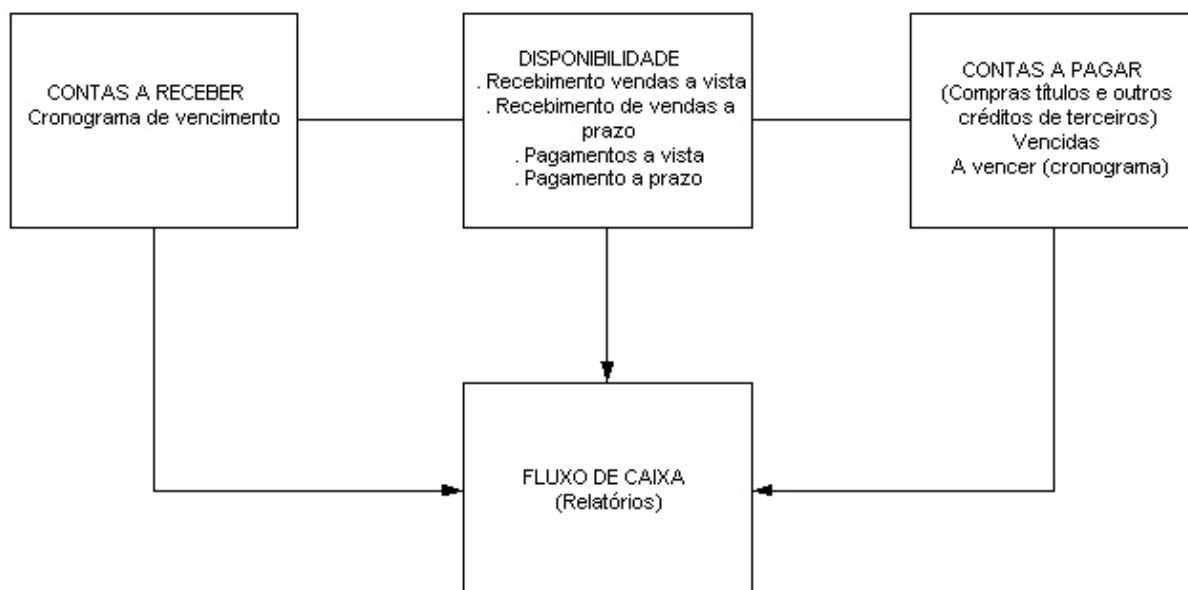 CONTAS A RECEBER
Cronograma de vencimento
DISPONIBILIDADE
. Recebimento vendas a vista
. Recebimento de vendas a
prazo
. Pagamentos a vista
. Pagamento a prazo
CONTAS A PAGAR
(Compras títulos e outros
créditos de terceiros)
Vencidas
A vencer (cronograma)
FLUXO DE CAIXA
(Relatórios)